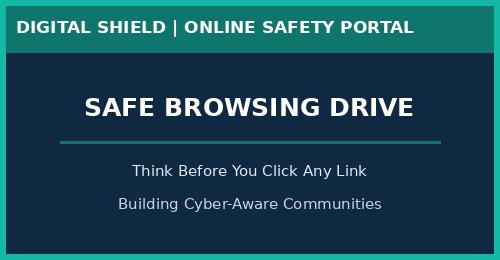 DIGITAL SHIELD | ONLINE SAFETY PORTAL
SAFE BROWSING DRIVE
Think Before You Click Any Link
Building Cyber-Aware Communities